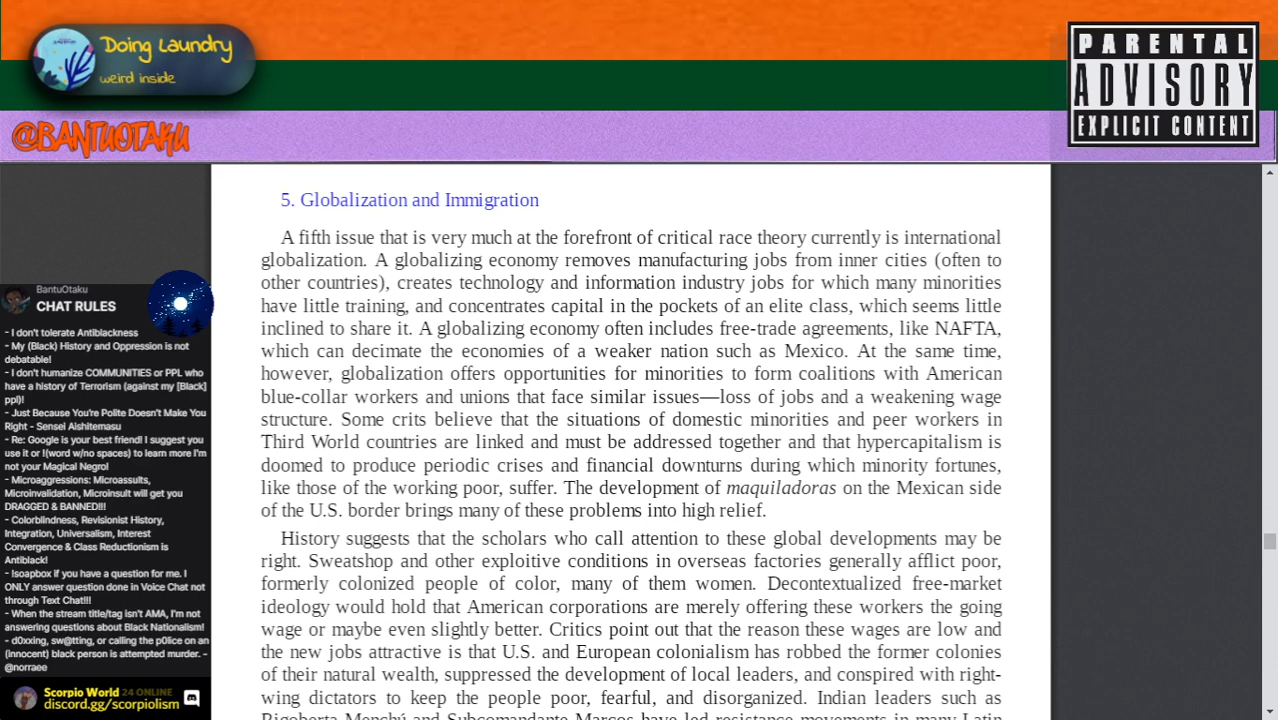 Doing Laundry
weird inside
PARENTAL
ADVISORY
EXPLICIT CONTENT
@BANTUOTAKU
BantuOtaku
CHAT RULES
- I don't tolerate Antiblackness
- My (Black) History and Oppression is not
debatable!
- I don't humanize COMMUNITIES or PPL who
have a history of Terrorism (against my [Black]
ppl)!
- Just Because You're Polite Doesn't Make You
Right - Sensei Aishitemasu
- Re: Google is your best friend! I suggest you
use it or !(word w/no spaces) to learn more I'm
not your Magical Negro!
- Microaggressions: Microassults,
Microinvalidation, Microinsult will get you
DRAGGED & BANNED!!!
- Colorblindness, Revisionist History,
Integration, Universalism, Interest
Convergence & Class Reductionism is
Antiblack!
- !soapbox if you have a question for me. I
ONLY answer question done in Voice Chat not
through Text Chat!!!
- When the stream title/tag isn't AMA, I'm not
answering questions about Black Nationalism!
- d0xxing, sw@tting, or calling the p0lice on an
(innocent) black person is attempted murder. -
@norraee
Scorpio World 24 ONLINE
discord.gg/scorpiolism
5. Globalization and Immigration
A fifth issue that is very much at the forefront of critical race theory currently is international
globalization. A globalizing economy removes manufacturing jobs from inner cities (often to
other countries), creates technology and information industry jobs for which many minorities
have little training, and concentrates capital in the pockets of an elite class, which seems little
inclined to share it. A globalizing economy often includes free-trade agreements, like NAFTA,
which can decimate the economies of a weaker nation such as Mexico. At the same time,
however, globalization offers opportunities for minorities to form coalitions with American
blue-collar workers and unions that face similar issues—loss of jobs and a weakening wage
structure. Some crits believe that the situations of domestic minorities and peer workers in
Third World countries are linked and must be addressed together and that hypercapitalism is
doomed to produce periodic crises and financial downturns during which minority fortunes,
like those of the working poor, suffer. The development of maquiladoras on the Mexican side
of the U.S. border brings many of these problems into high relief.
History suggests that the scholars who call attention to these global developments may be
right. Sweatshop and other exploitive conditions in overseas factories generally afflict poor,
formerly colonized people of color, many of them women. Decontextualized free-market
ideology would hold that American corporations are merely offering these workers the going
wage or maybe even slightly better. Critics point out that the reason these wages are low and
the new jobs attractive is that U.S. and European colonialism has robbed the former colonies
of their natural wealth, suppressed the development of local leaders, and conspired with right-
wing dictators to keep the people poor, fearful, and disorganized. Indian leaders such as
Rigoberta Menchú and Subcomandante Marcos have led resistance movements in many Latin